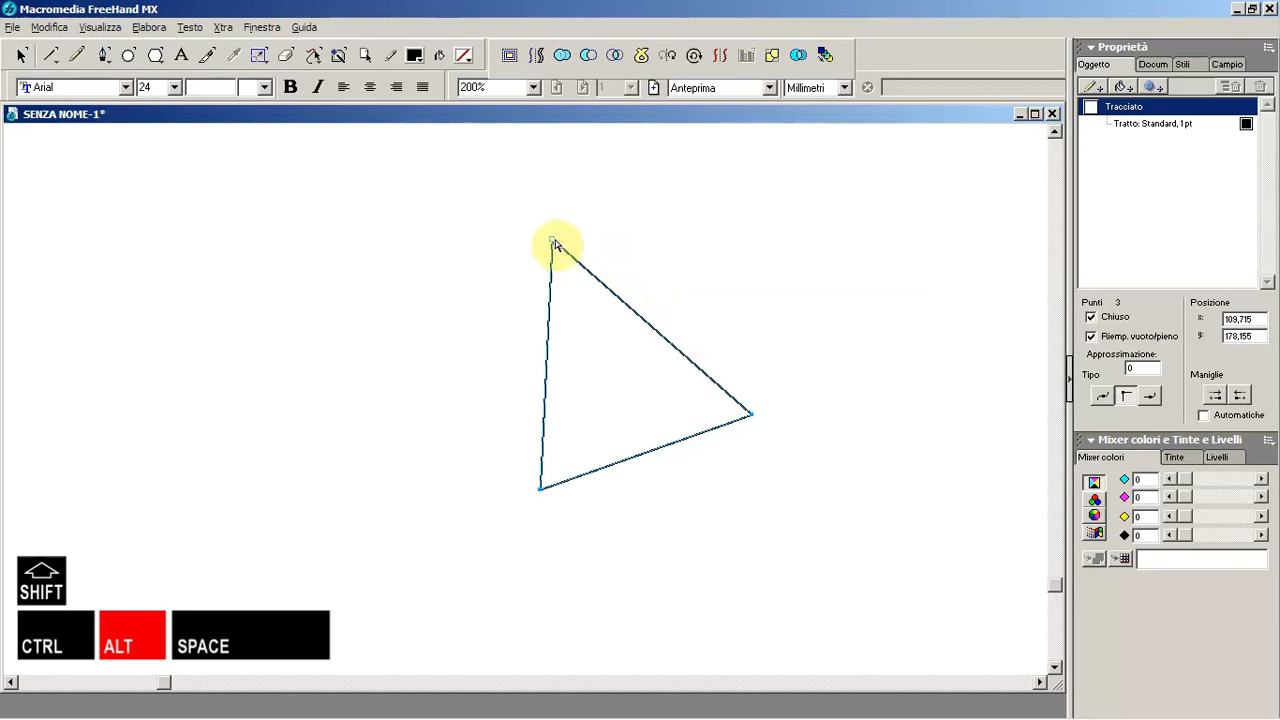 Macromedia FreeHand MX
File Modifica Visualizza Elabora Testo Xtra Finestra Guida
Arial 24 B I 200% 1 Anteprima Millimetri
SENZA NOME-1*
Proprietà
Oggetto Docum Stili Campio
Tracciato
Tratto: Standard, 1pt
Punti 3
Chiuso
Riemp. vuoto/pieno
Approssimazione:
0
Tipo
Posizione
x: 109,715
y: 178,155
Maniglie
Automatiche
Mixer colori e Tinte e Livelli
Mixer colori Tinte Livelli
0
0
0
0
SHIFT
CTRL ALT SPACE